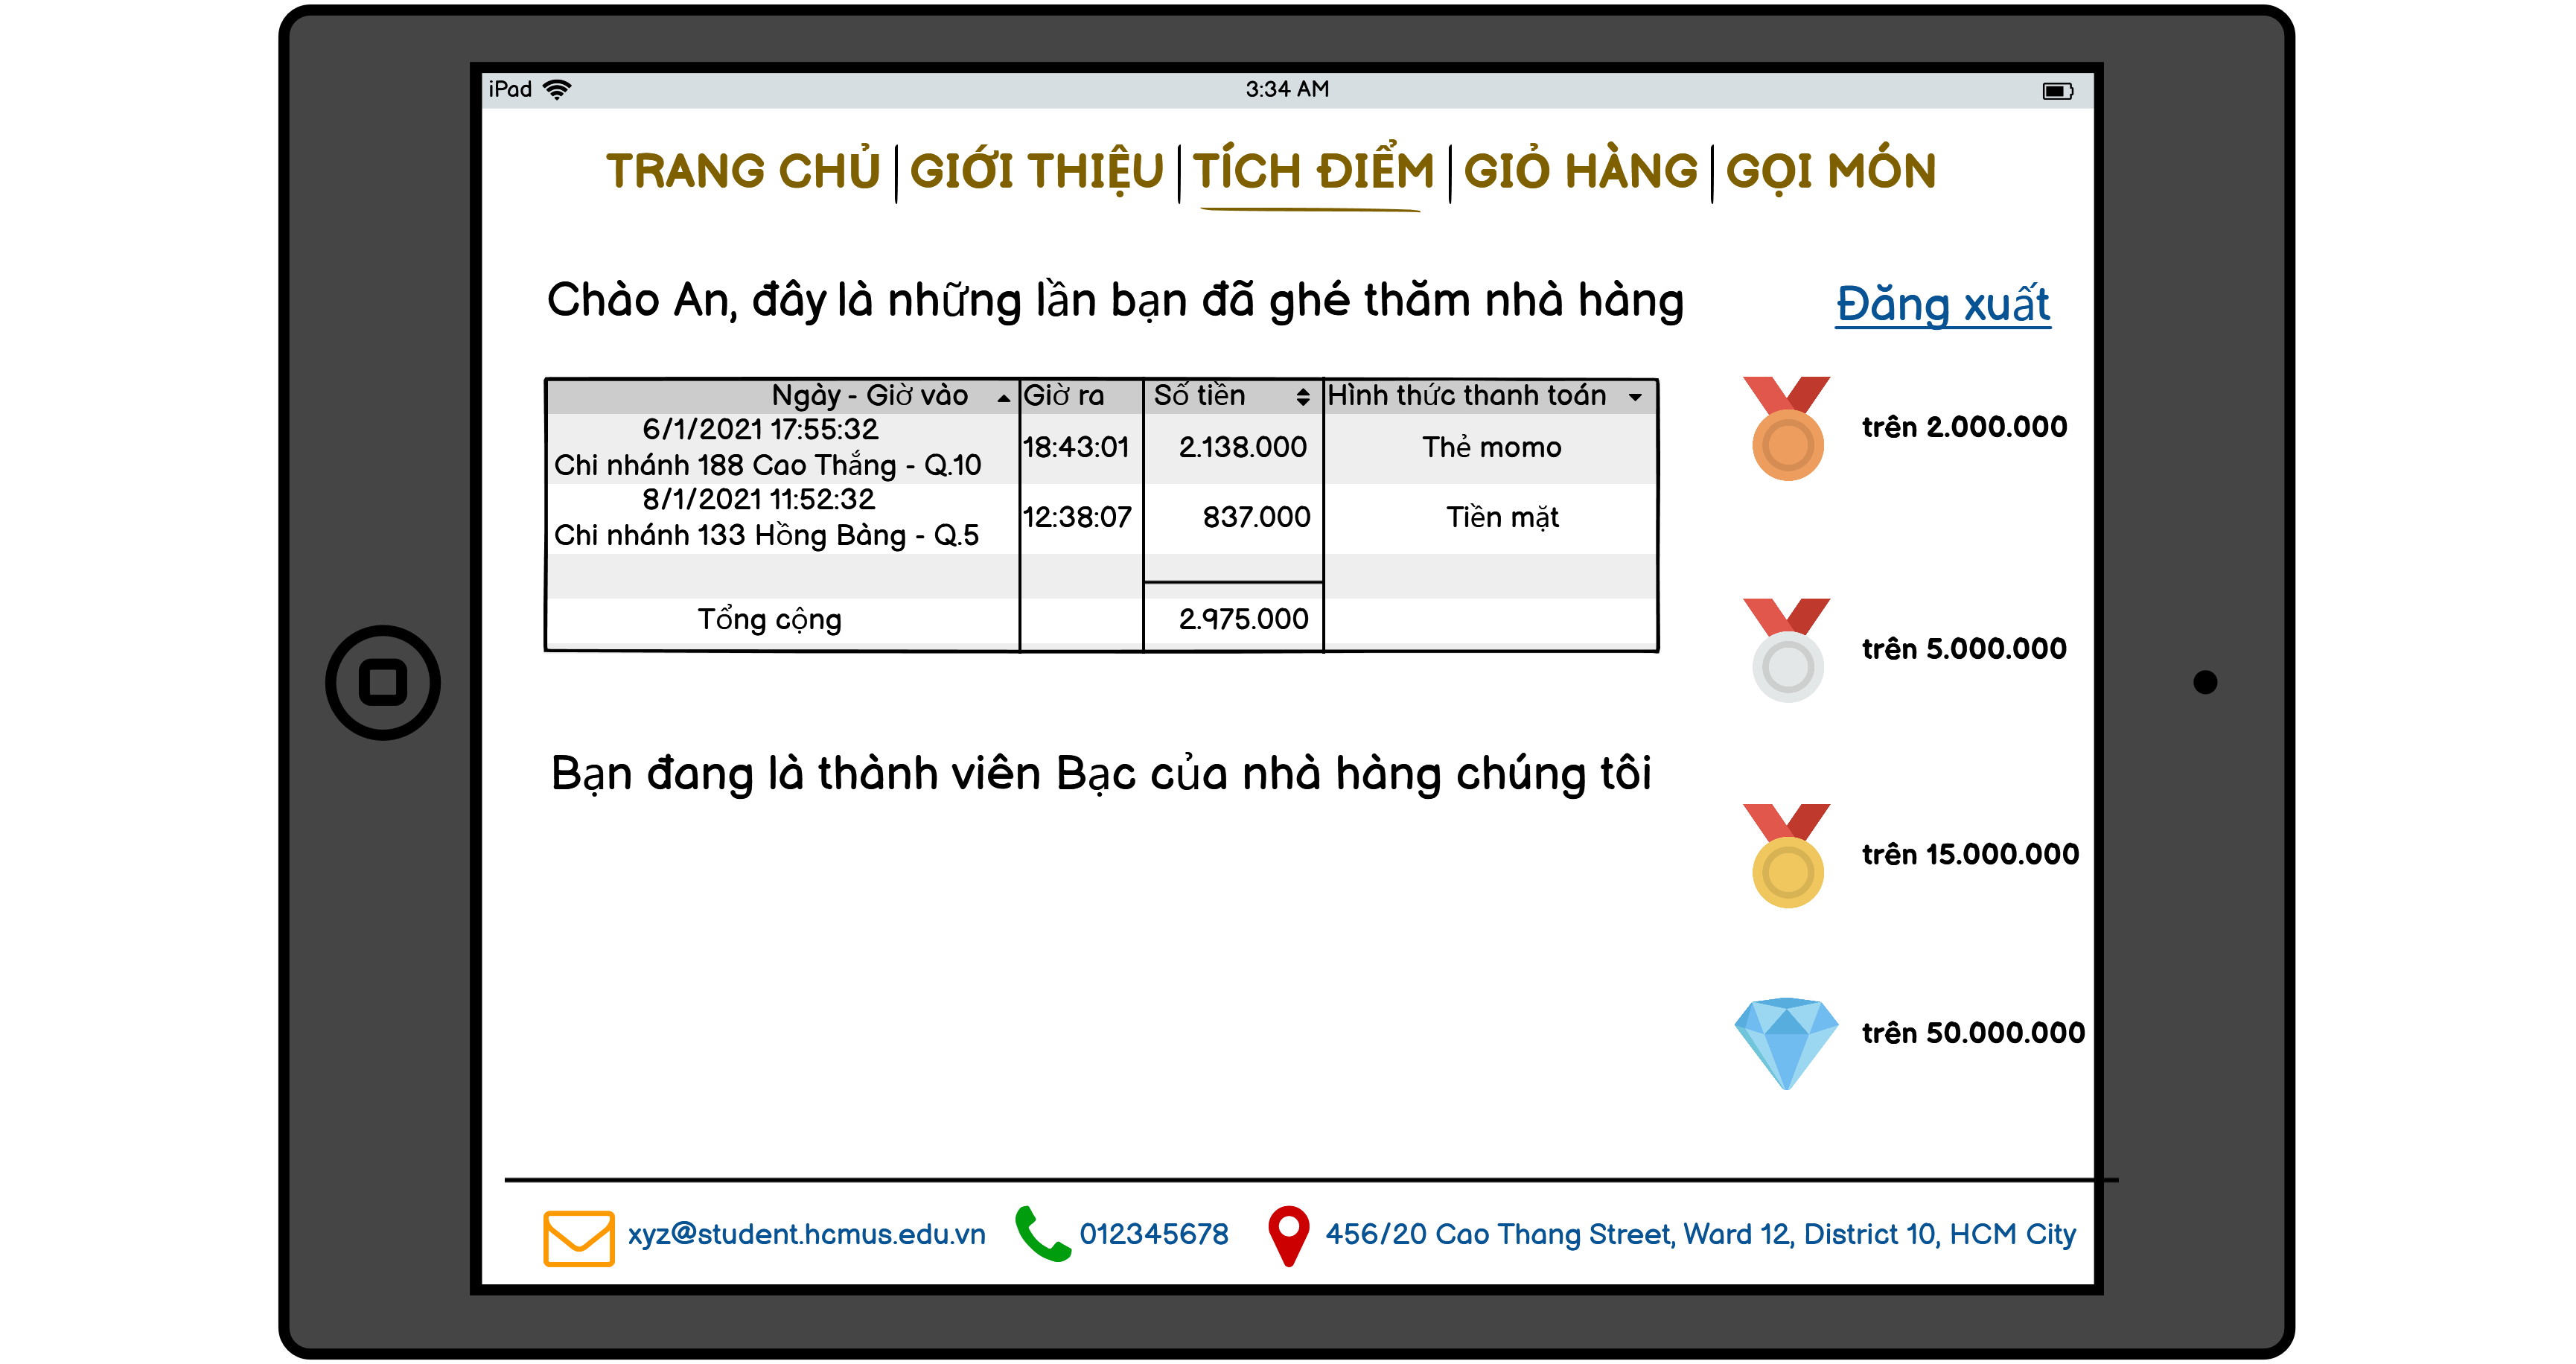 iPad 3:34 AM
TRANG CHỦ GIỚI THIỆU TÍCH ĐIỂM GIỎ HÀNG GỌI MÓN
Chào An, đây là những lần bạn đã ghé thăm nhà hàng
Đăng xuất
Ngày - Giờ vào Giờ ra Số tiền Hình thức thanh toán
6/1/2021 17:55:32
Chi nhánh 188 Cao Thắng - Q.10
18:43:01 2.138.000 Thẻ momo
8/1/2021 11:52:32
Chi nhánh 133 Hồng Bàng - Q.5
12:38:07 837.000 Tiền mặt
Tổng cộng 2.975.000
trên 2.000.000
trên 5.000.000
Bạn đang là thành viên Bạc của nhà hàng chúng tôi
trên 15.000.000
trên 50.000.000
xyz@student.hcmus.edu.vn 012345678 456/20 Cao Thang Street, Ward 12, District 10, HCM City